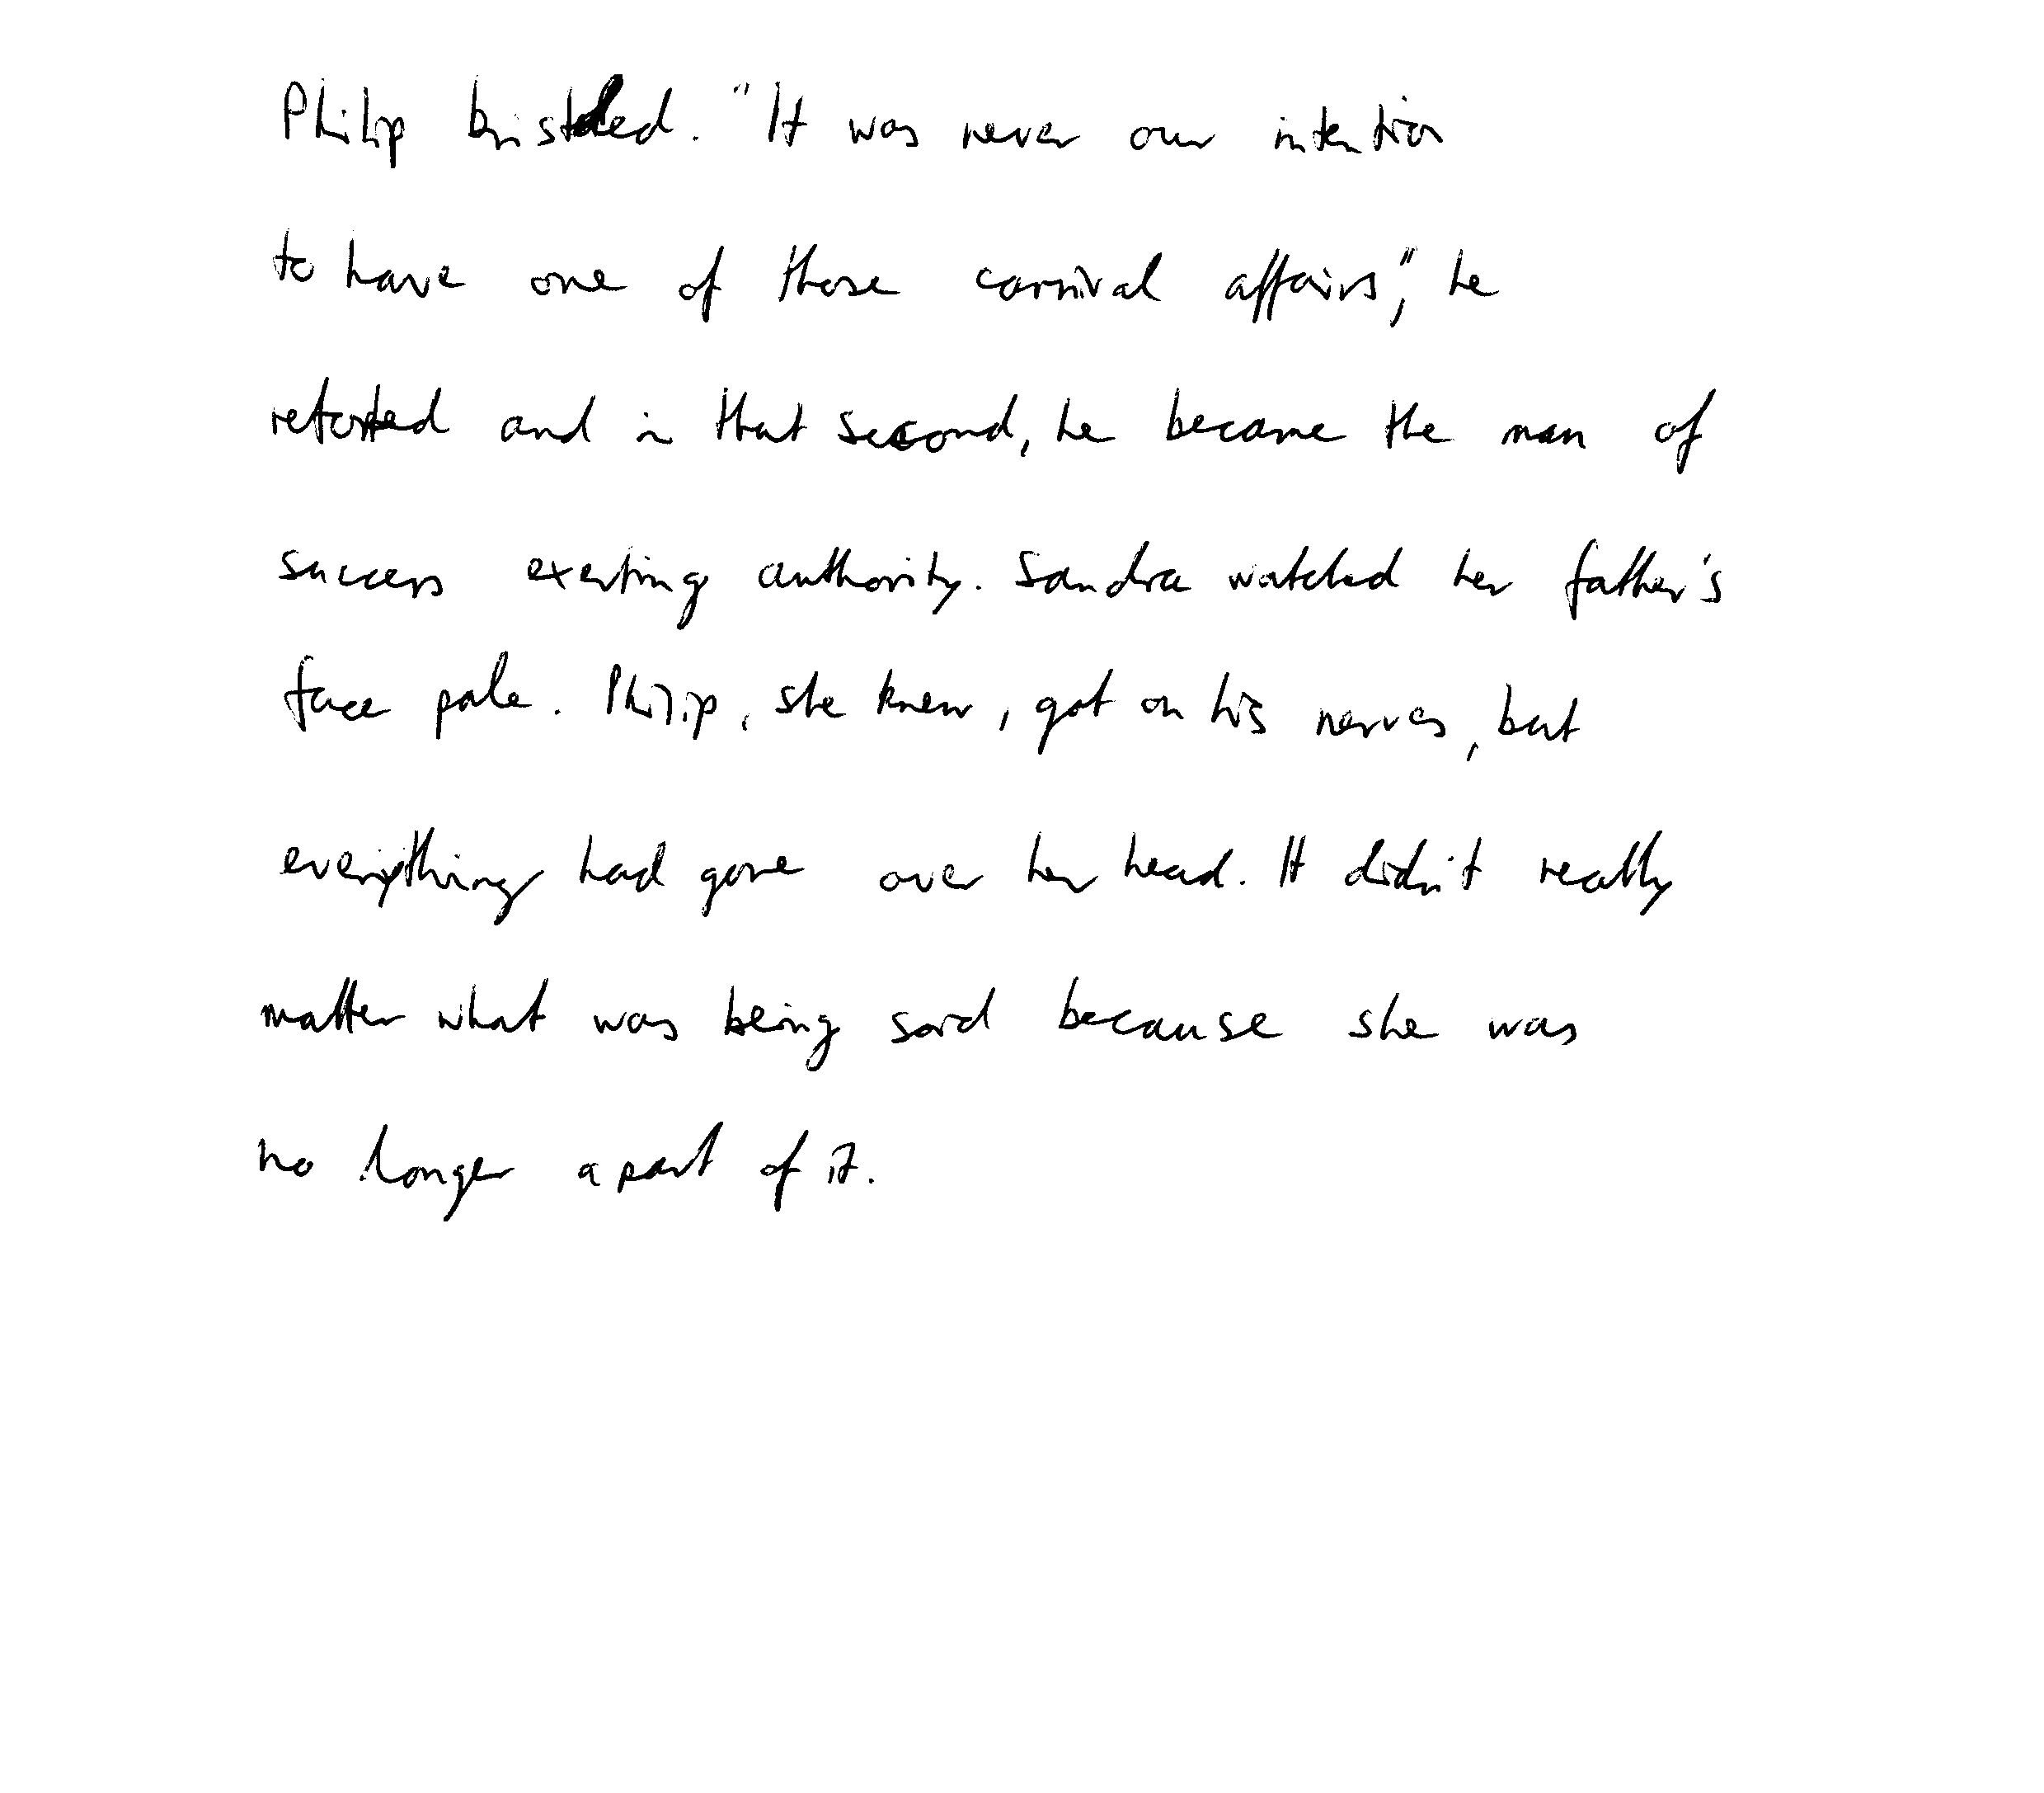 Philip bristled. "It was never our intention
to have one of those carnival affairs," he
retorted and in that second, he became the man of
success exerting authority. Sandra watched her father's
face pale. Philip, she knew, got on his nerves, but
everything had gone over her head. It didn't really
matter what was being said because she was
no longer a part of it.